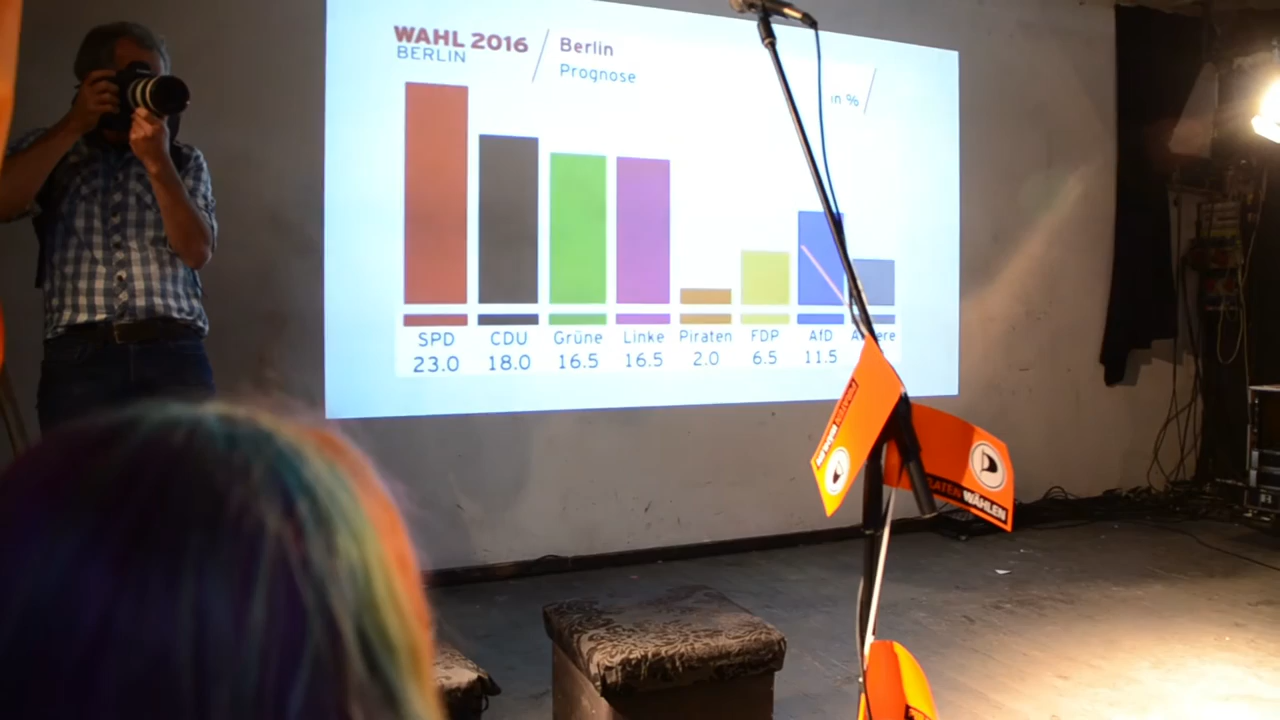 WAHL 2016
BERLIN
Berlin
Prognose
in %
SPD CDU Grüne Linke Piraten FDP AfD
23.0 18.0 16.5 16.5 2.0 6.5 11.5
WÄHLEN